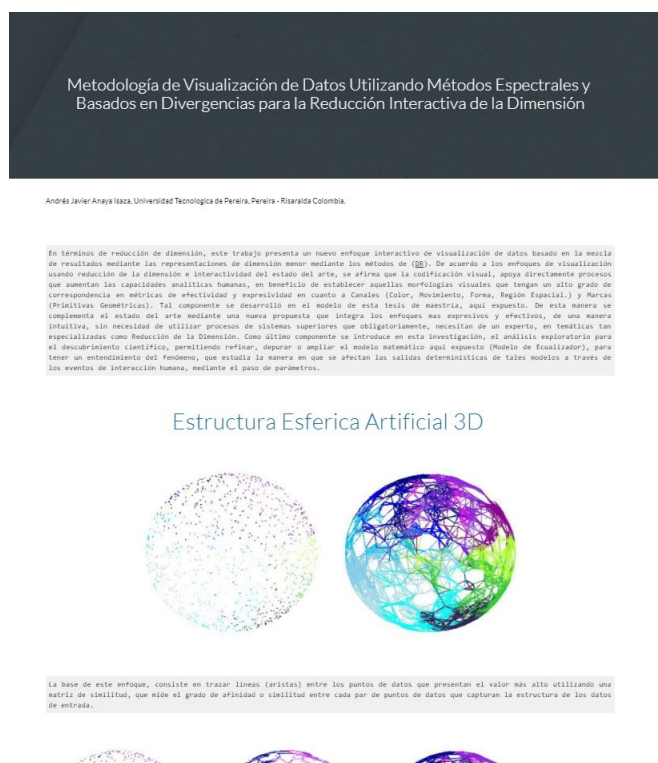 Metodología de Visualización de Datos Utilizando Métodos Espectrales y
Basados en Divergencias para la Reducción Interactiva de la Dimensión
Andrés Javier Anaya Isaza, Universidad Tecnologica de Pereira, Pereira - Risaralda Colombia.
En términos de reducción de dimensión, este trabajo presenta un nuevo enfoque interactivo de visualización de datos basado en la mezcla
de resultados mediante las representaciones de dimensión menor mediante los métodos de (DR). De acuerdo a los enfoques de visualización
usando reducción de la dimensión e interactividad del estado del arte, se afirma que la codificación visual, apoya directamente procesos
que aumentan las capacidades analíticas humanas, en beneficio de establecer aquellas morfologías visuales que tengan un alto grado de
correspondencia en métricas de efectividad y expresividad en cuanto a Canales (Color, Movimiento, Forma, Región Espacial.) y Marcas
(Primitivas Geométricas). Tal componente se desarrolló en el modelo de esta tesis de maestría, aquí expuesto. De esta manera se
complementa el estado del arte mediante una nueva propuesta que integra los enfoques mas expresivos y efectivos, de una manera
intuitiva, sin necesidad de utilizar procesos de sistemas superiores que obligatoriamente, necesitan de un experto, en temáticas tan
especializadas como Reducción de la Dimensión. Como último componente se introduce en esta investigación, el análisis exploratorio para
el descubrimiento científico, permitiendo refinar, depurar o ampliar el modelo matemático aquí expuesto (Modelo de Ecualizador), para
tener un entendimiento del fenómeno, que estudia la manera en que se afectan las salidas determinísticas de tales modelos a través de
los eventos de interacción humana, mediante el paso de parámetros.
Estructura Esferica Artificial 3D
La base de este enfoque, consiste en trazar líneas (aristas) entre los puntos de datos que presentan el valor más alto utilizando una
matriz de similitud, que mide el grado de afinidad o similitud entre cada par de puntos de datos que capturan la estructura de los datos
de entrada.